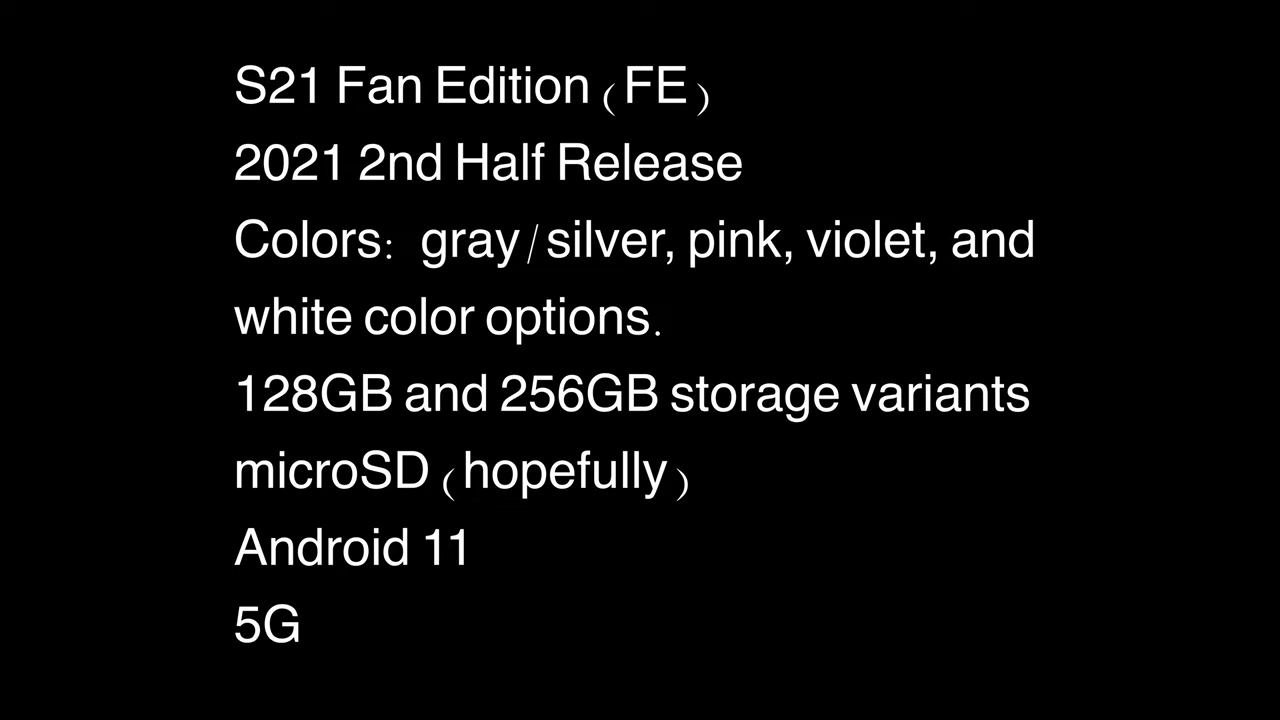 S21 Fan Edition (FE)
2021 2nd Half Release
Colors: gray/silver, pink, violet, and
white color options.
128GB and 256GB storage variants
microSD (hopefully)
Android 11
5G